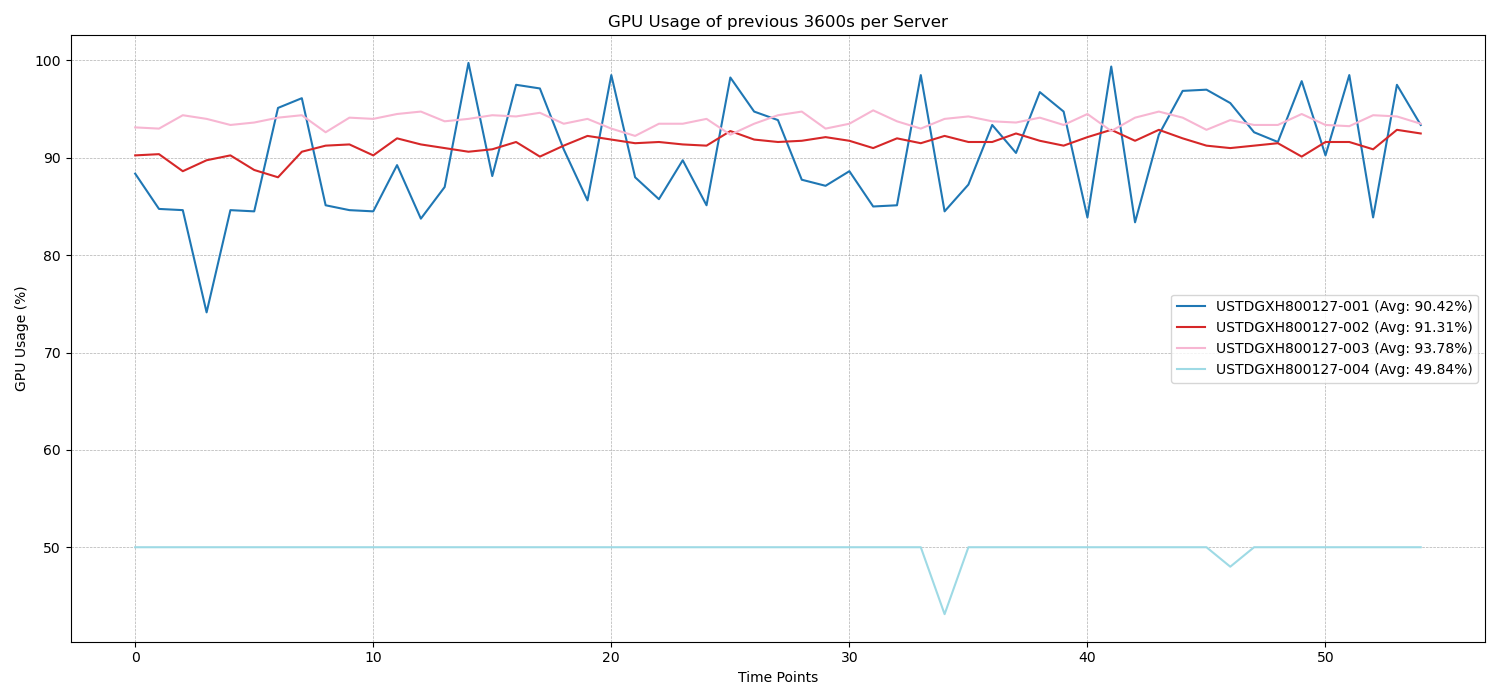 GPU Usage of previous 3600s per Server
GPU Usage (%)
100
90
80
70
60
50
USTDGXH800127-001 (Avg: 90.42%)
USTDGXH800127-002 (Avg: 91.31%)
USTDGXH800127-003 (Avg: 93.78%)
USTDGXH800127-004 (Avg: 49.84%)
0 10 20 30 40 50
Time Points